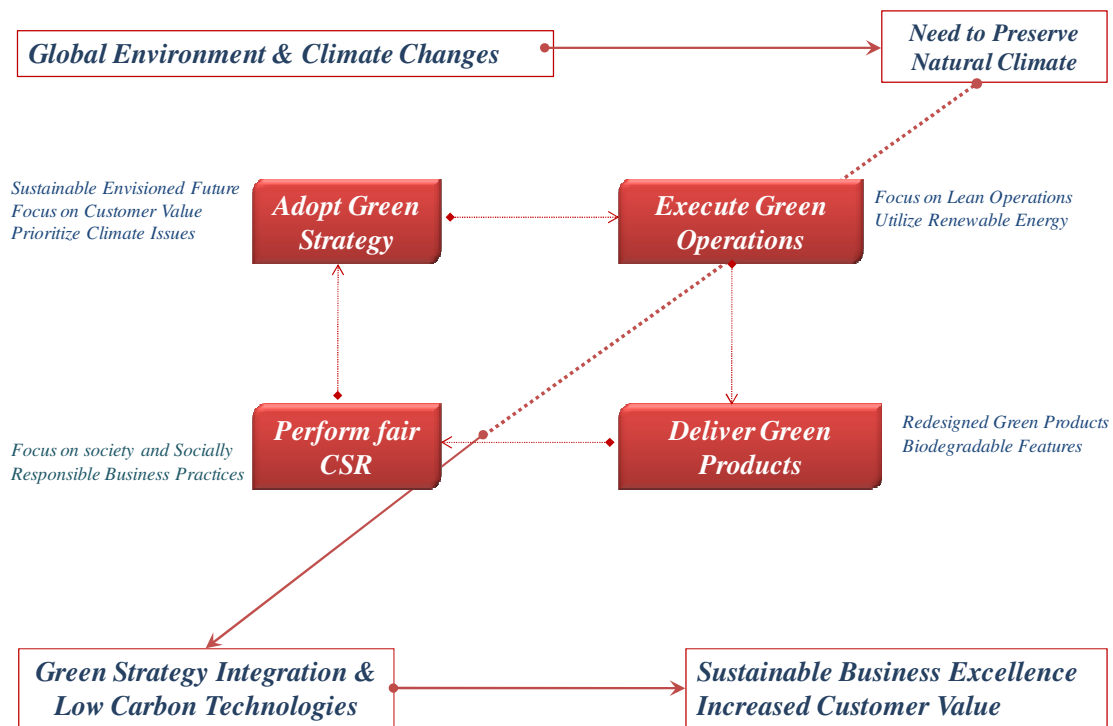 Global Environment & Climate Changes
Need to Preserve
Natural Climate
Sustainable Envisioned Future
Focus on Customer Value
Prioritize Climate Issues
Adopt Green
Strategy
Execute Green
Operations
Focus on Lean Operations
Utilize Renewable Energy
Focus on society and Socially
Responsible Business Practices
Perform fair
CSR
Deliver Green
Products
Redesigned Green Products
Biodegradable Features
Green Strategy Integration &
Low Carbon Technologies
Sustainable Business Excellence
Increased Customer Value